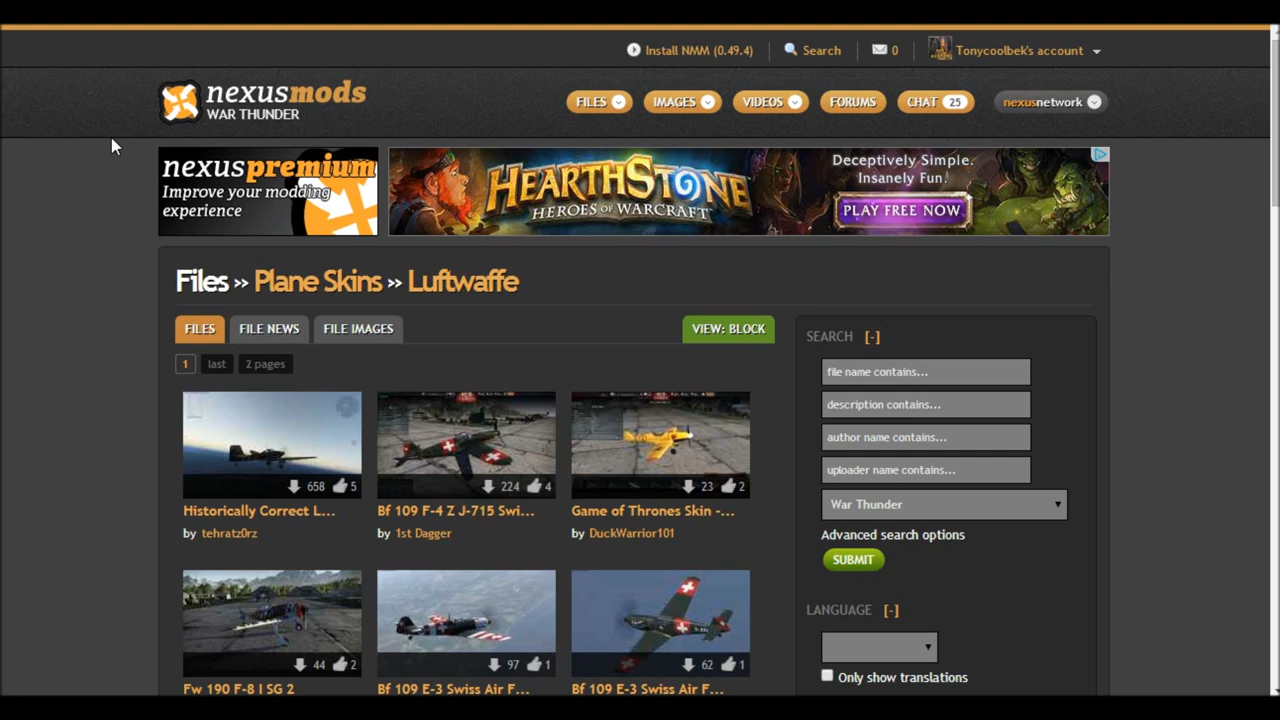 Install NMM (0.49.4)
Search
0
Tonycoolbek's account
nexusmods
WAR THUNDER
FILES
IMAGES
VIDEOS
FORUMS
CHAT 25
nexusnetwork
nexuspremium
Improve your modding
experience
HEARTHSTONE
HEROES OF WARCRAFT
Deceptively Simple.
Insanely Fun.
PLAY FREE NOW
Files » Plane Skins » Luftwaffe
FILES
FILE NEWS
FILE IMAGES
VIEW: BLOCK
1
last
2 pages
658 5
224 4
23 2
Historically Correct L...
Bf 109 F-4 Z J-715 Swi...
Game of Thrones Skin -...
by tehratz0rz
by 1st Dagger
by DuckWarrior101
44 2
97 1
62 1
Fw 190 F-8 I SG 2
Bf 109 E-3 Swiss Air F...
Bf 109 E-3 Swiss Air F...
SEARCH [-]
file name contains...
description contains...
author name contains...
uploader name contains...
War Thunder
Advanced search options
SUBMIT
LANGUAGE [-]
Only show translations